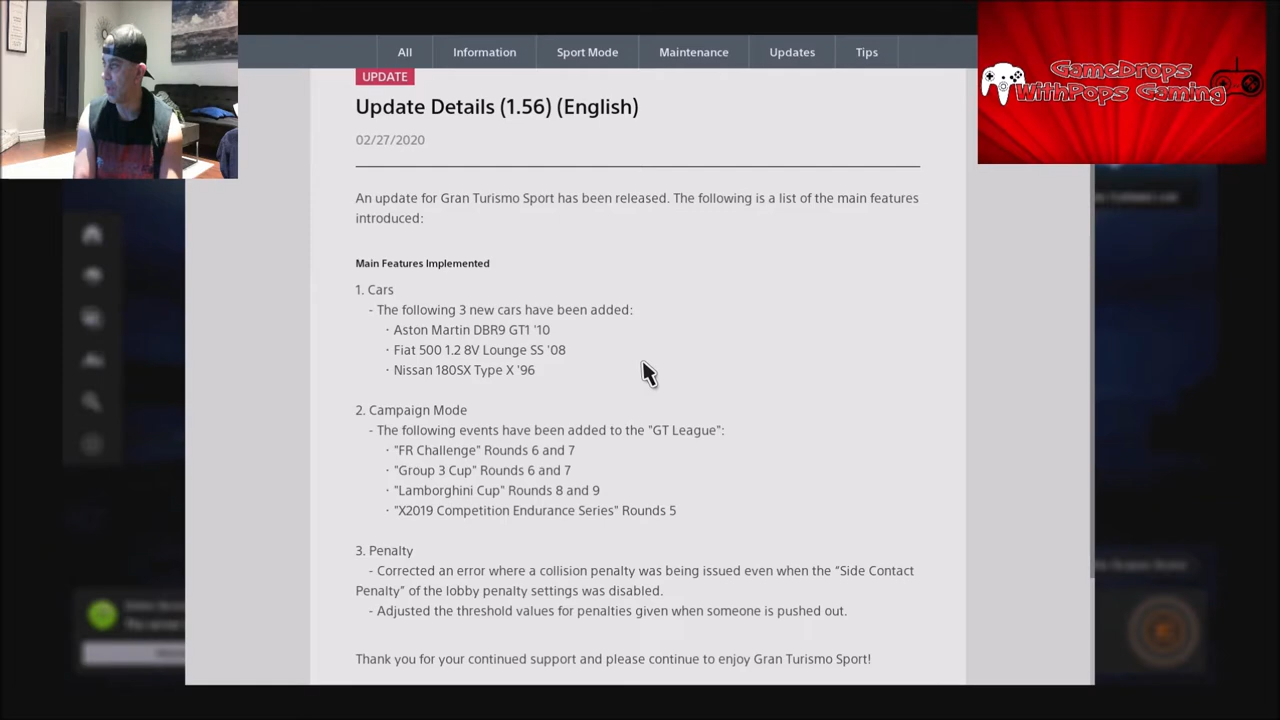 All
Information
Sport Mode
Maintenance
Updates
Tips
GameDrops
WithPops Gaming
UPDATE
Update Details (1.56) (English)
02/27/2020
An update for Gran Turismo Sport has been released. The following is a list of the main features
introduced:
Main Features Implemented
1. Cars
- The following 3 new cars have been added:
・Aston Martin DBR9 GT1 '10
・Fiat 500 1.2 8V Lounge SS '08
・Nissan 180SX Type X '96
2. Campaign Mode
- The following events have been added to the "GT League":
・"FR Challenge" Rounds 6 and 7
・"Group 3 Cup" Rounds 6 and 7
・"Lamborghini Cup" Rounds 8 and 9
・"X2019 Competition Endurance Series" Rounds 5
3. Penalty
- Corrected an error where a collision penalty was being issued even when the “Side Contact
Penalty” of the lobby penalty settings was disabled.
- Adjusted the threshold values for penalties given when someone is pushed out.
Thank you for your continued support and please continue to enjoy Gran Turismo Sport!